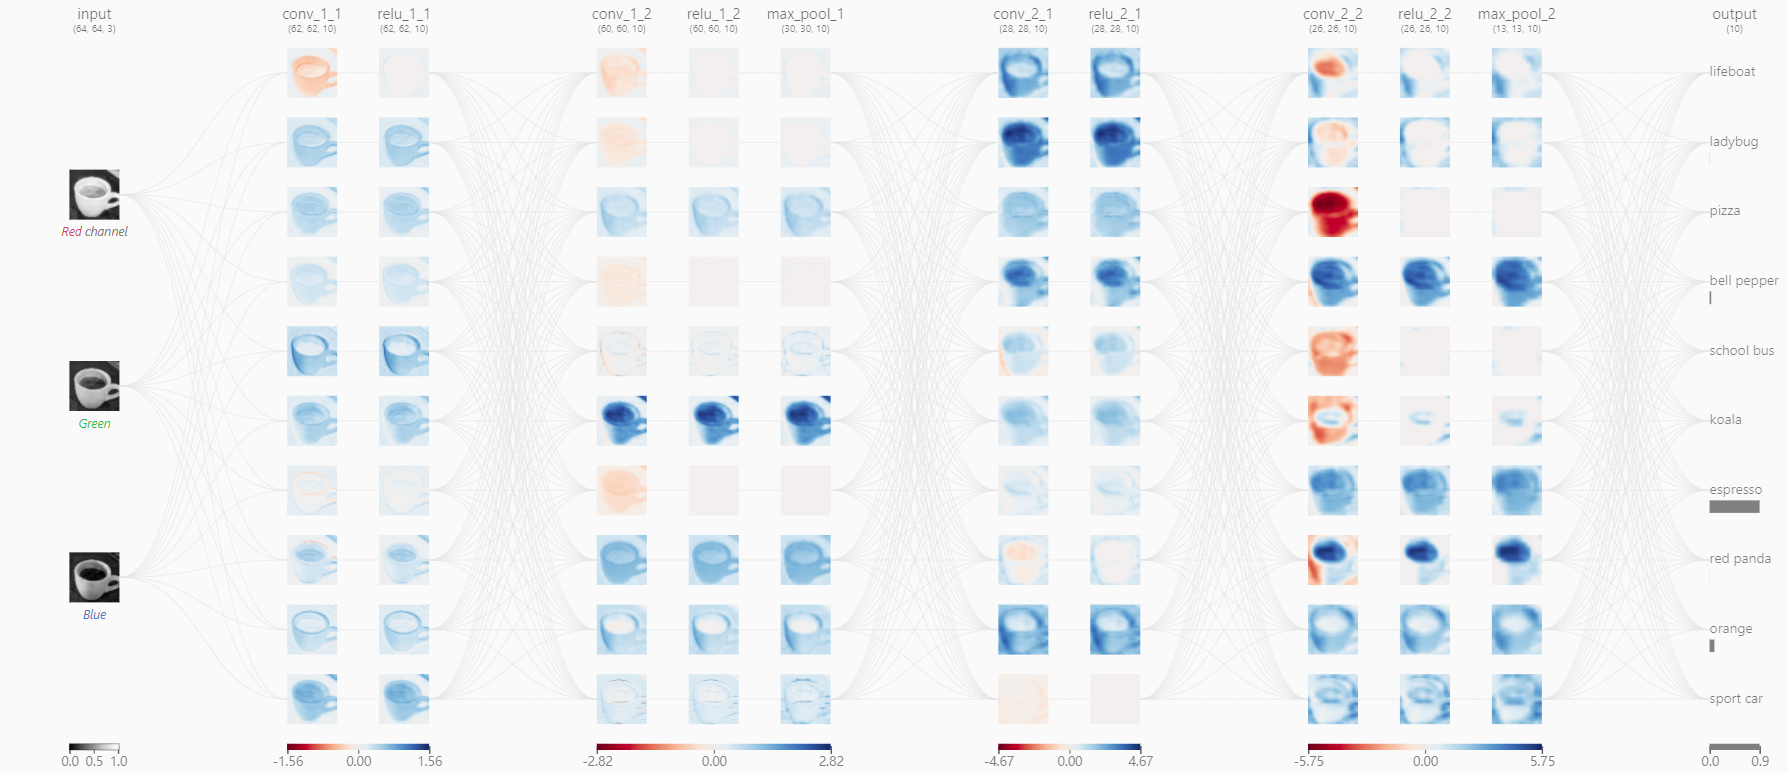 input
(64, 64, 3)
conv_1_1
(62, 62, 10)
relu_1_1
(62, 62, 10)
conv_1_2
(60, 60, 10)
relu_1_2
(60, 60, 10)
max_pool_1
(30, 30, 10)
conv_2_1
(28, 28, 10)
relu_2_1
(28, 28, 10)
conv_2_2
(26, 26, 10)
relu_2_2
(26, 26, 10)
max_pool_2
(13, 13, 10)
output
(10)
Red channel
Green
Blue
lifeboat
ladybug
pizza
bell pepper
school bus
koala
espresso
red panda
orange
sport car
0.0 0.5 1.0
-1.56 0.00 1.56
-2.82 0.00 2.82
-4.67 0.00 4.67
-5.75 0.00 5.75
0.0 0.9